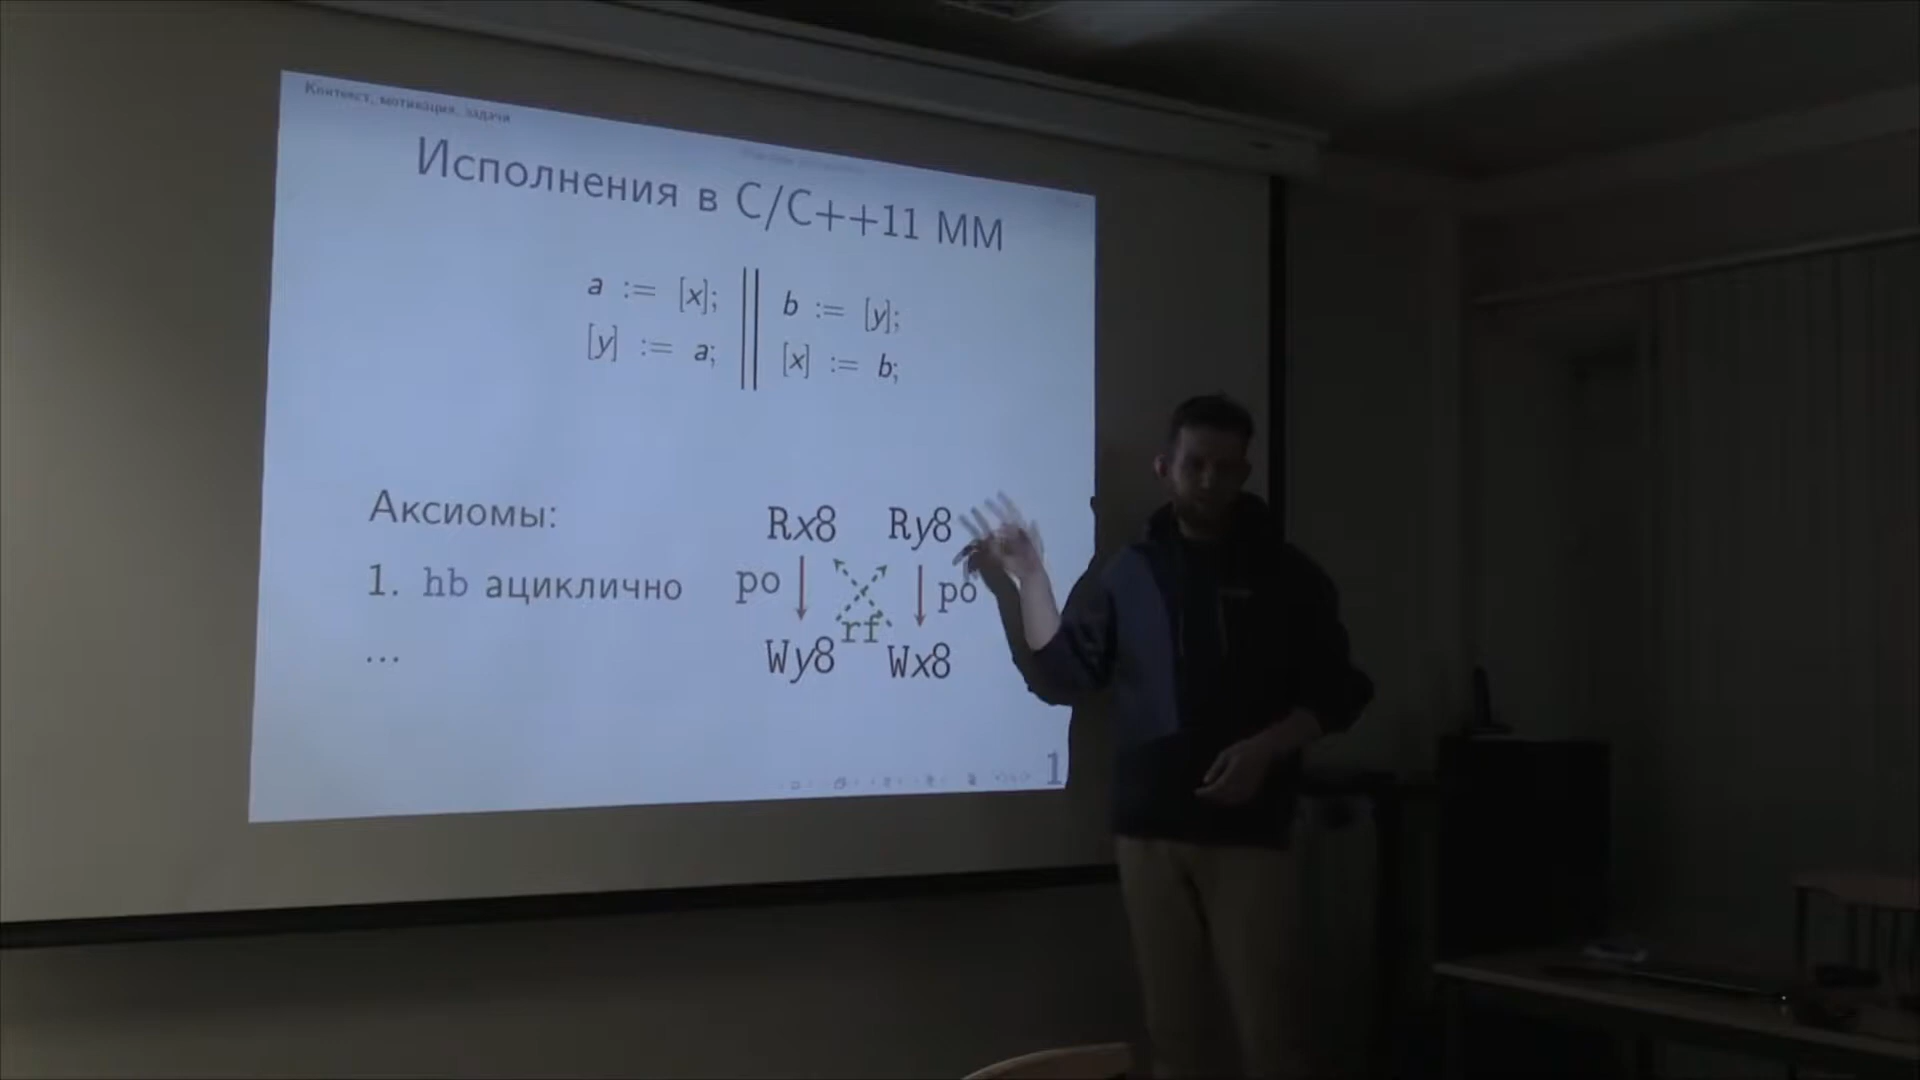 Контекст, мотивация, задачи
Исполнения в C/C++11 MM
a := [x]; b := [y];
[y] := a; [x] := b;
Аксиомы:
1. hb ациклично
...
Rx8 Ry8
po po
rf
Wy8 Wx8
1